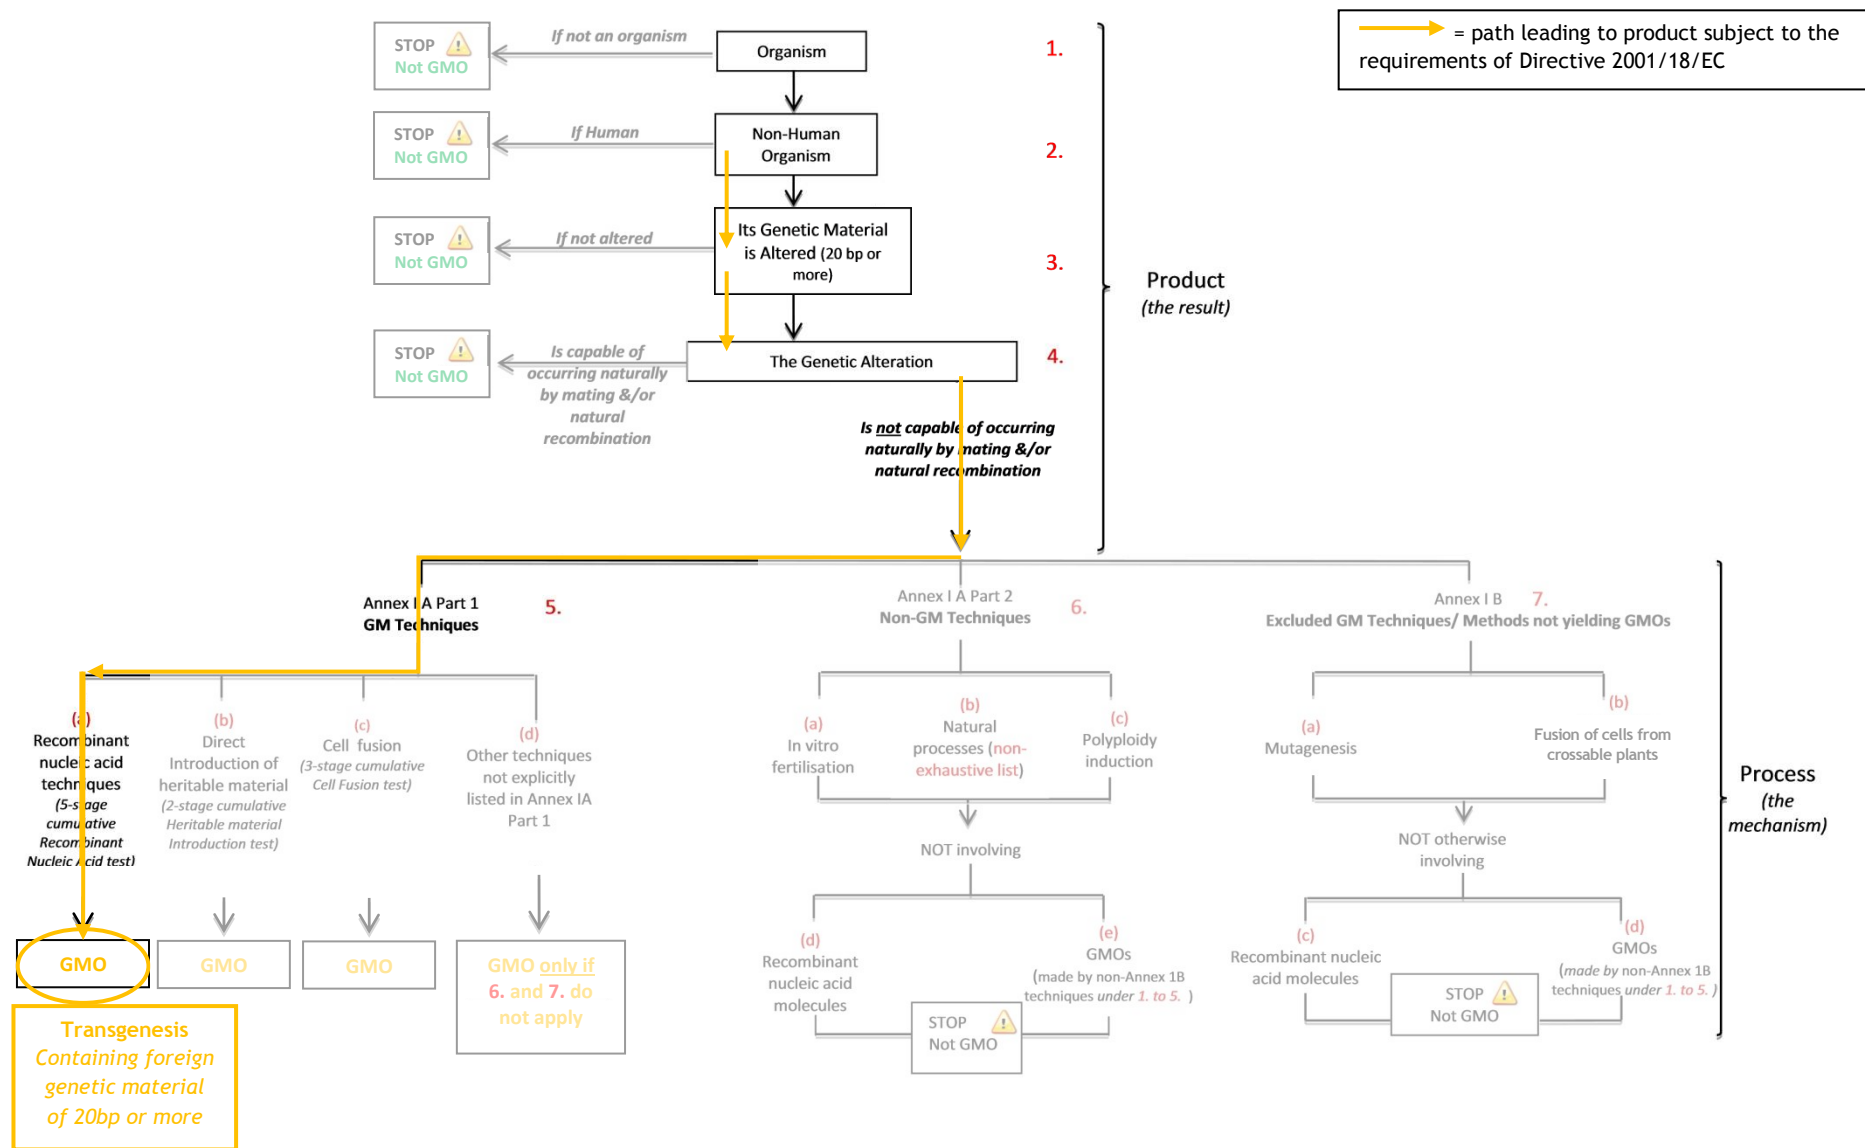 = path leading to product subject to the
requirements of Directive 2001/18/EC
STOP
Not GMO
If not an organism
Organism
1.
STOP
Not GMO
If Human
Non-Human
Organism
2.
STOP
Not GMO
If not altered
Its Genetic Material
is Altered (20 bp or
more)
3.
Product
(the result)
STOP
Not GMO
Is capable of
occurring naturally
by mating &/or
natural
recombination
The Genetic Alteration
4.
Is not capable of occurring
naturally by mating &/or
natural recombination
Annex I A Part 1
GM Techniques
5.
Annex I A Part 2
Non-GM Techniques
6.
Annex I B
7.
Excluded GM Techniques/ Methods not yielding GMOs
(a)
Recombinant
nucleic acid
techniques
(5-stage
cumulative
Recombinant
Nucleic Acid test)
(b)
Direct
Introduction of
heritable material
(2-stage cumulative
Heritable material
Introduction test)
(c)
Cell fusion
(3-stage cumulative
Cell Fusion test)
(d)
Other techniques
not explicitly
listed in Annex IA
Part 1
(a)
In vitro
fertilisation
(b)
Natural
processes (non-
exhaustive list)
(c)
Polyploidy
induction
(a)
Mutagenesis
(b)
Fusion of cells from
crossable plants
Process
(the
mechanism)
NOT involving
NOT otherwise
involving
GMO
GMO
GMO
GMO only if
6. and 7. do
not apply
(d)
Recombinant
nucleic acid
molecules
(e)
GMOs
(made by non-Annex 1B
techniques under 1. to 5. )
STOP
Not GMO
(c)
Recombinant nucleic
acid molecules
(d)
GMOs
(made by non-Annex 1B
techniques under 1. to 5. )
STOP
Not GMO
Transgenesis
Containing foreign
genetic material
of 20bp or more